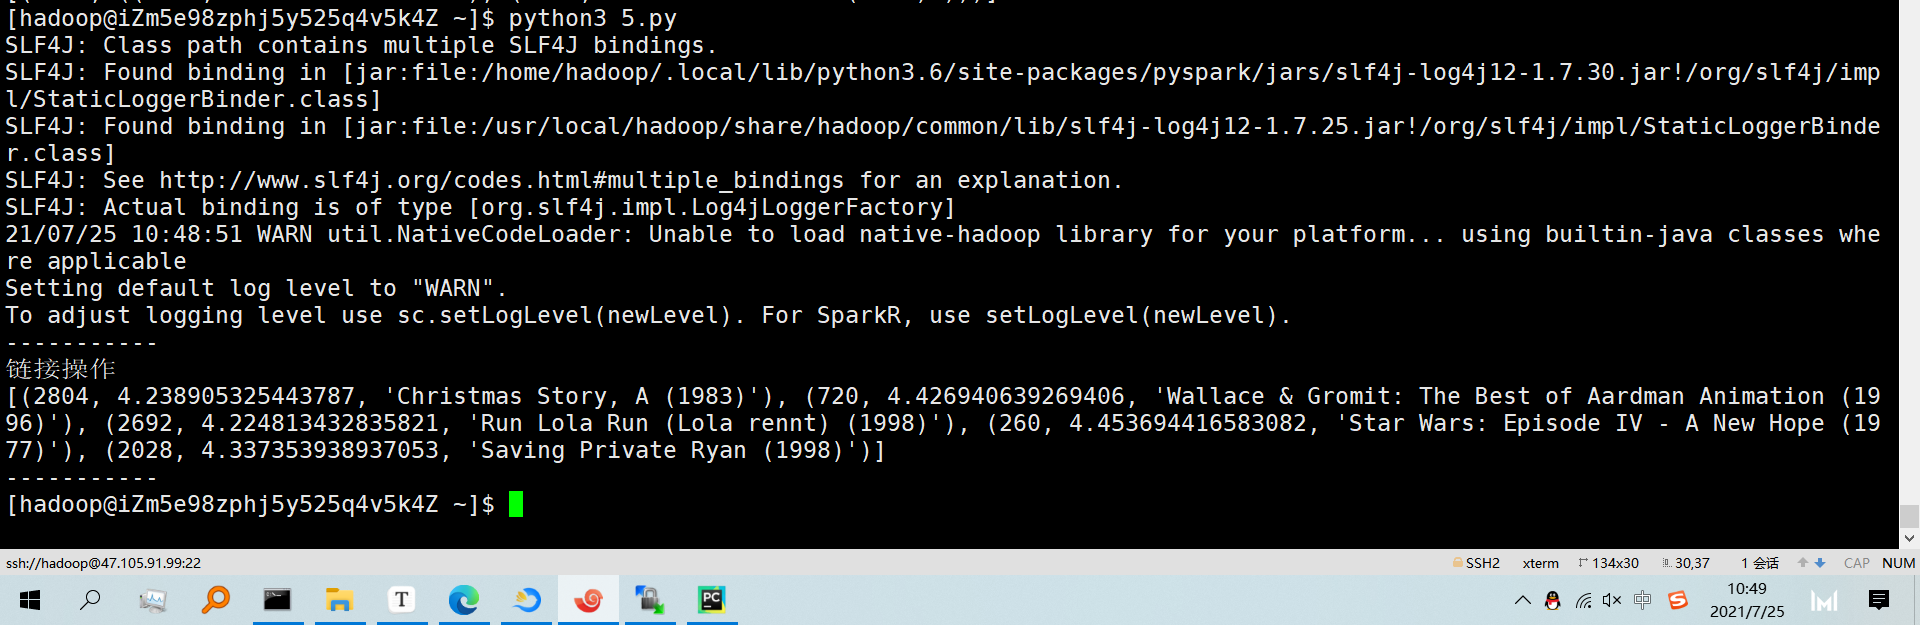 [hadoop@iZm5e98zphj5y525q4v5k4Z ~]$ python3 5.py
SLF4J: Class path contains multiple SLF4J bindings.
SLF4J: Found binding in [jar:file:/home/hadoop/.local/lib/python3.6/site-packages/pyspark/jars/slf4j-log4j12-1.7.30.jar!/org/slf4j/imp
l/StaticLoggerBinder.class]
SLF4J: Found binding in [jar:file:/usr/local/hadoop/share/hadoop/common/lib/slf4j-log4j12-1.7.25.jar!/org/slf4j/impl/StaticLoggerBinde
r.class]
SLF4J: See http://www.slf4j.org/codes.html#multiple_bindings for an explanation.
SLF4J: Actual binding is of type [org.slf4j.impl.Log4jLoggerFactory]
21/07/25 10:48:51 WARN util.NativeCodeLoader: Unable to load native-hadoop library for your platform... using builtin-java classes whe
re applicable
Setting default log level to "WARN".
To adjust logging level use sc.setLogLevel(newLevel). For SparkR, use setLogLevel(newLevel).
-----------
链接操作
[(2804, 4.238905325443787, 'Christmas Story, A (1983)'), (720, 4.426940639269406, 'Wallace & Gromit: The Best of Aardman Animation (19
96)'), (2692, 4.224813432835821, 'Run Lola Run (Lola rennt) (1998)'), (260, 4.453694416583082, 'Star Wars: Episode IV - A New Hope (19
77)'), (2028, 4.337353938937053, 'Saving Private Ryan (1998)')]
-----------
[hadoop@iZm5e98zphj5y525q4v5k4Z ~]$
ssh://hadoop@47.105.91.99:22 SSH2 xterm 134x30 30,37 1 会话 CAP NUM
T PC 中 S 10:49
2021/7/25